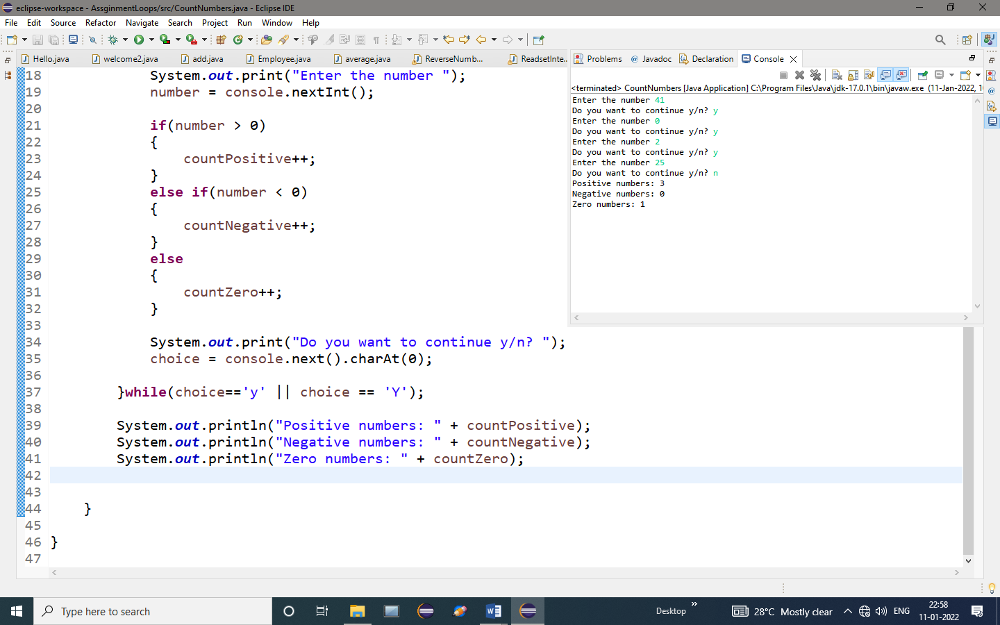 eclipse-workspace - AssginmentLoops/src/CountNumbers.java - Eclipse IDE
File Edit Source Refactor Navigate Search Project Run Window Help
Hello.java welcome2.java add.java Employee.java average.java ReverseNumb... ReadsetInte..
18 System.out.print("Enter the number ");
19 number = console.nextInt();
20
21 if(number > 0)
22 {
23 countPositive++;
24 }
25 else if(number < 0)
26 {
27 countNegative++;
28 }
29 else
30 {
31 countZero++;
32 }
33
34 System.out.print("Do you want to continue y/n? ");
35 choice = console.next().charAt(0);
36
37 }while(choice=='y' || choice == 'Y');
38
39 System.out.println("Positive numbers: " + countPositive);
40 System.out.println("Negative numbers: " + countNegative);
41 System.out.println("Zero numbers: " + countZero);
42
43
44 }
45
46 }
47
Problems Javadoc Declaration Console
<terminated> CountNumbers [Java Application] C:\Program Files\Java\jdk-17.0.1\bin\javaw.exe (11-Jan-2022,
Enter the number 41
Do you want to continue y/n? y
Enter the number 0
Do you want to continue y/n? y
Enter the number 2
Do you want to continue y/n? y
Enter the number 25
Do you want to continue y/n? n
Positive numbers: 3
Negative numbers: 0
Zero numbers: 1
Type here to search
Desktop
28°C Mostly clear
ENG
22:58
11-01-2022